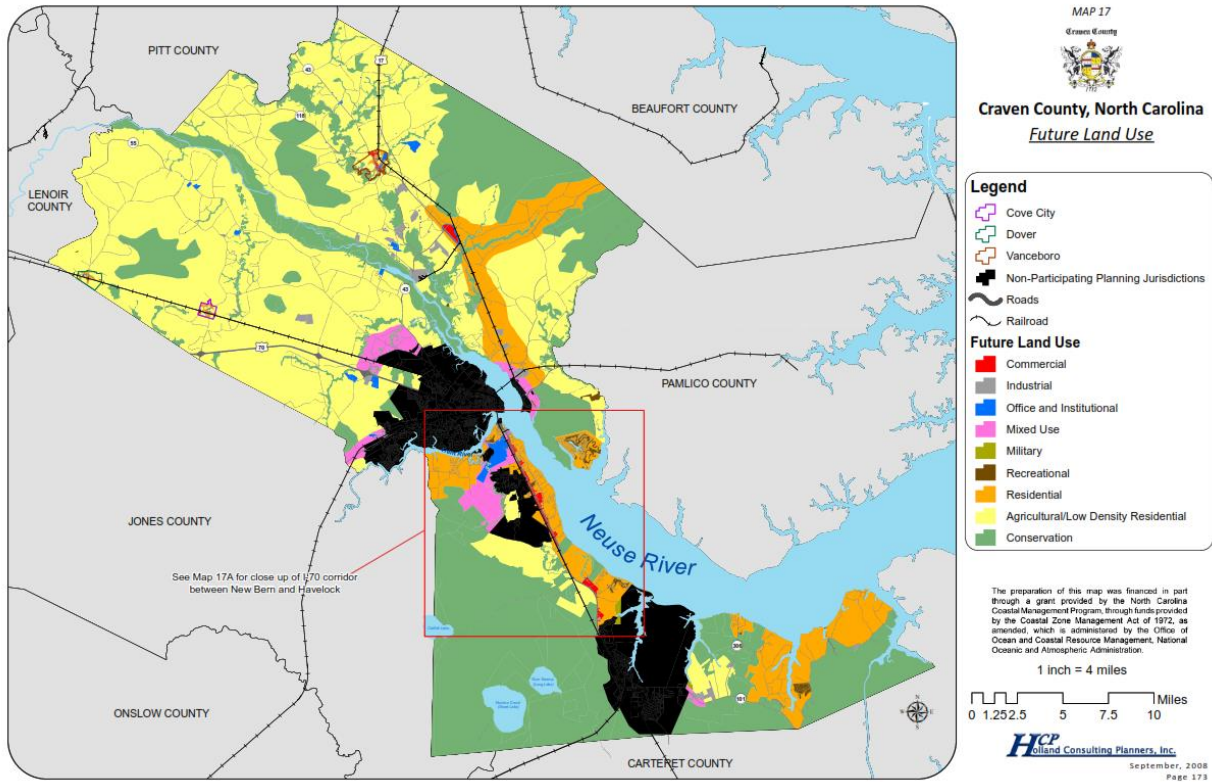 MAP 17
Craven County
Craven County, North Carolina
Future Land Use
Legend
Cove City
Dover
Vanceboro
Non-Participating Planning Jurisdictions
Roads
Railroad
Future Land Use
Commercial
Industrial
Office and Institutional
Mixed Use
Military
Recreational
Residential
Agricultural/Low Density Residential
Conservation
The preparation of this map was financed in part
through a grant provided by the North Carolina
Coastal Management Program, through funds provided
by the Coastal Zone Management Act of 1972, as
amended, which is administered by the Office of
Ocean and Coastal Resource Management, National
Oceanic and Atmospheric Administration.
1 inch = 4 miles
Miles
0 1.25 2.5 5 7.5 10
HCP
Holland Consulting Planners, Inc.
September, 2008
Page 173
PITT COUNTY
BEAUFORT COUNTY
LENOIR
COUNTY
PAMLICO COUNTY
JONES COUNTY
ONSLOW COUNTY
CARTERET COUNTY
Neuse River
See Map 17A for close up of I-70 corridor
between New Bern and Havelock
17
43
118
55
43
70
306
101
N